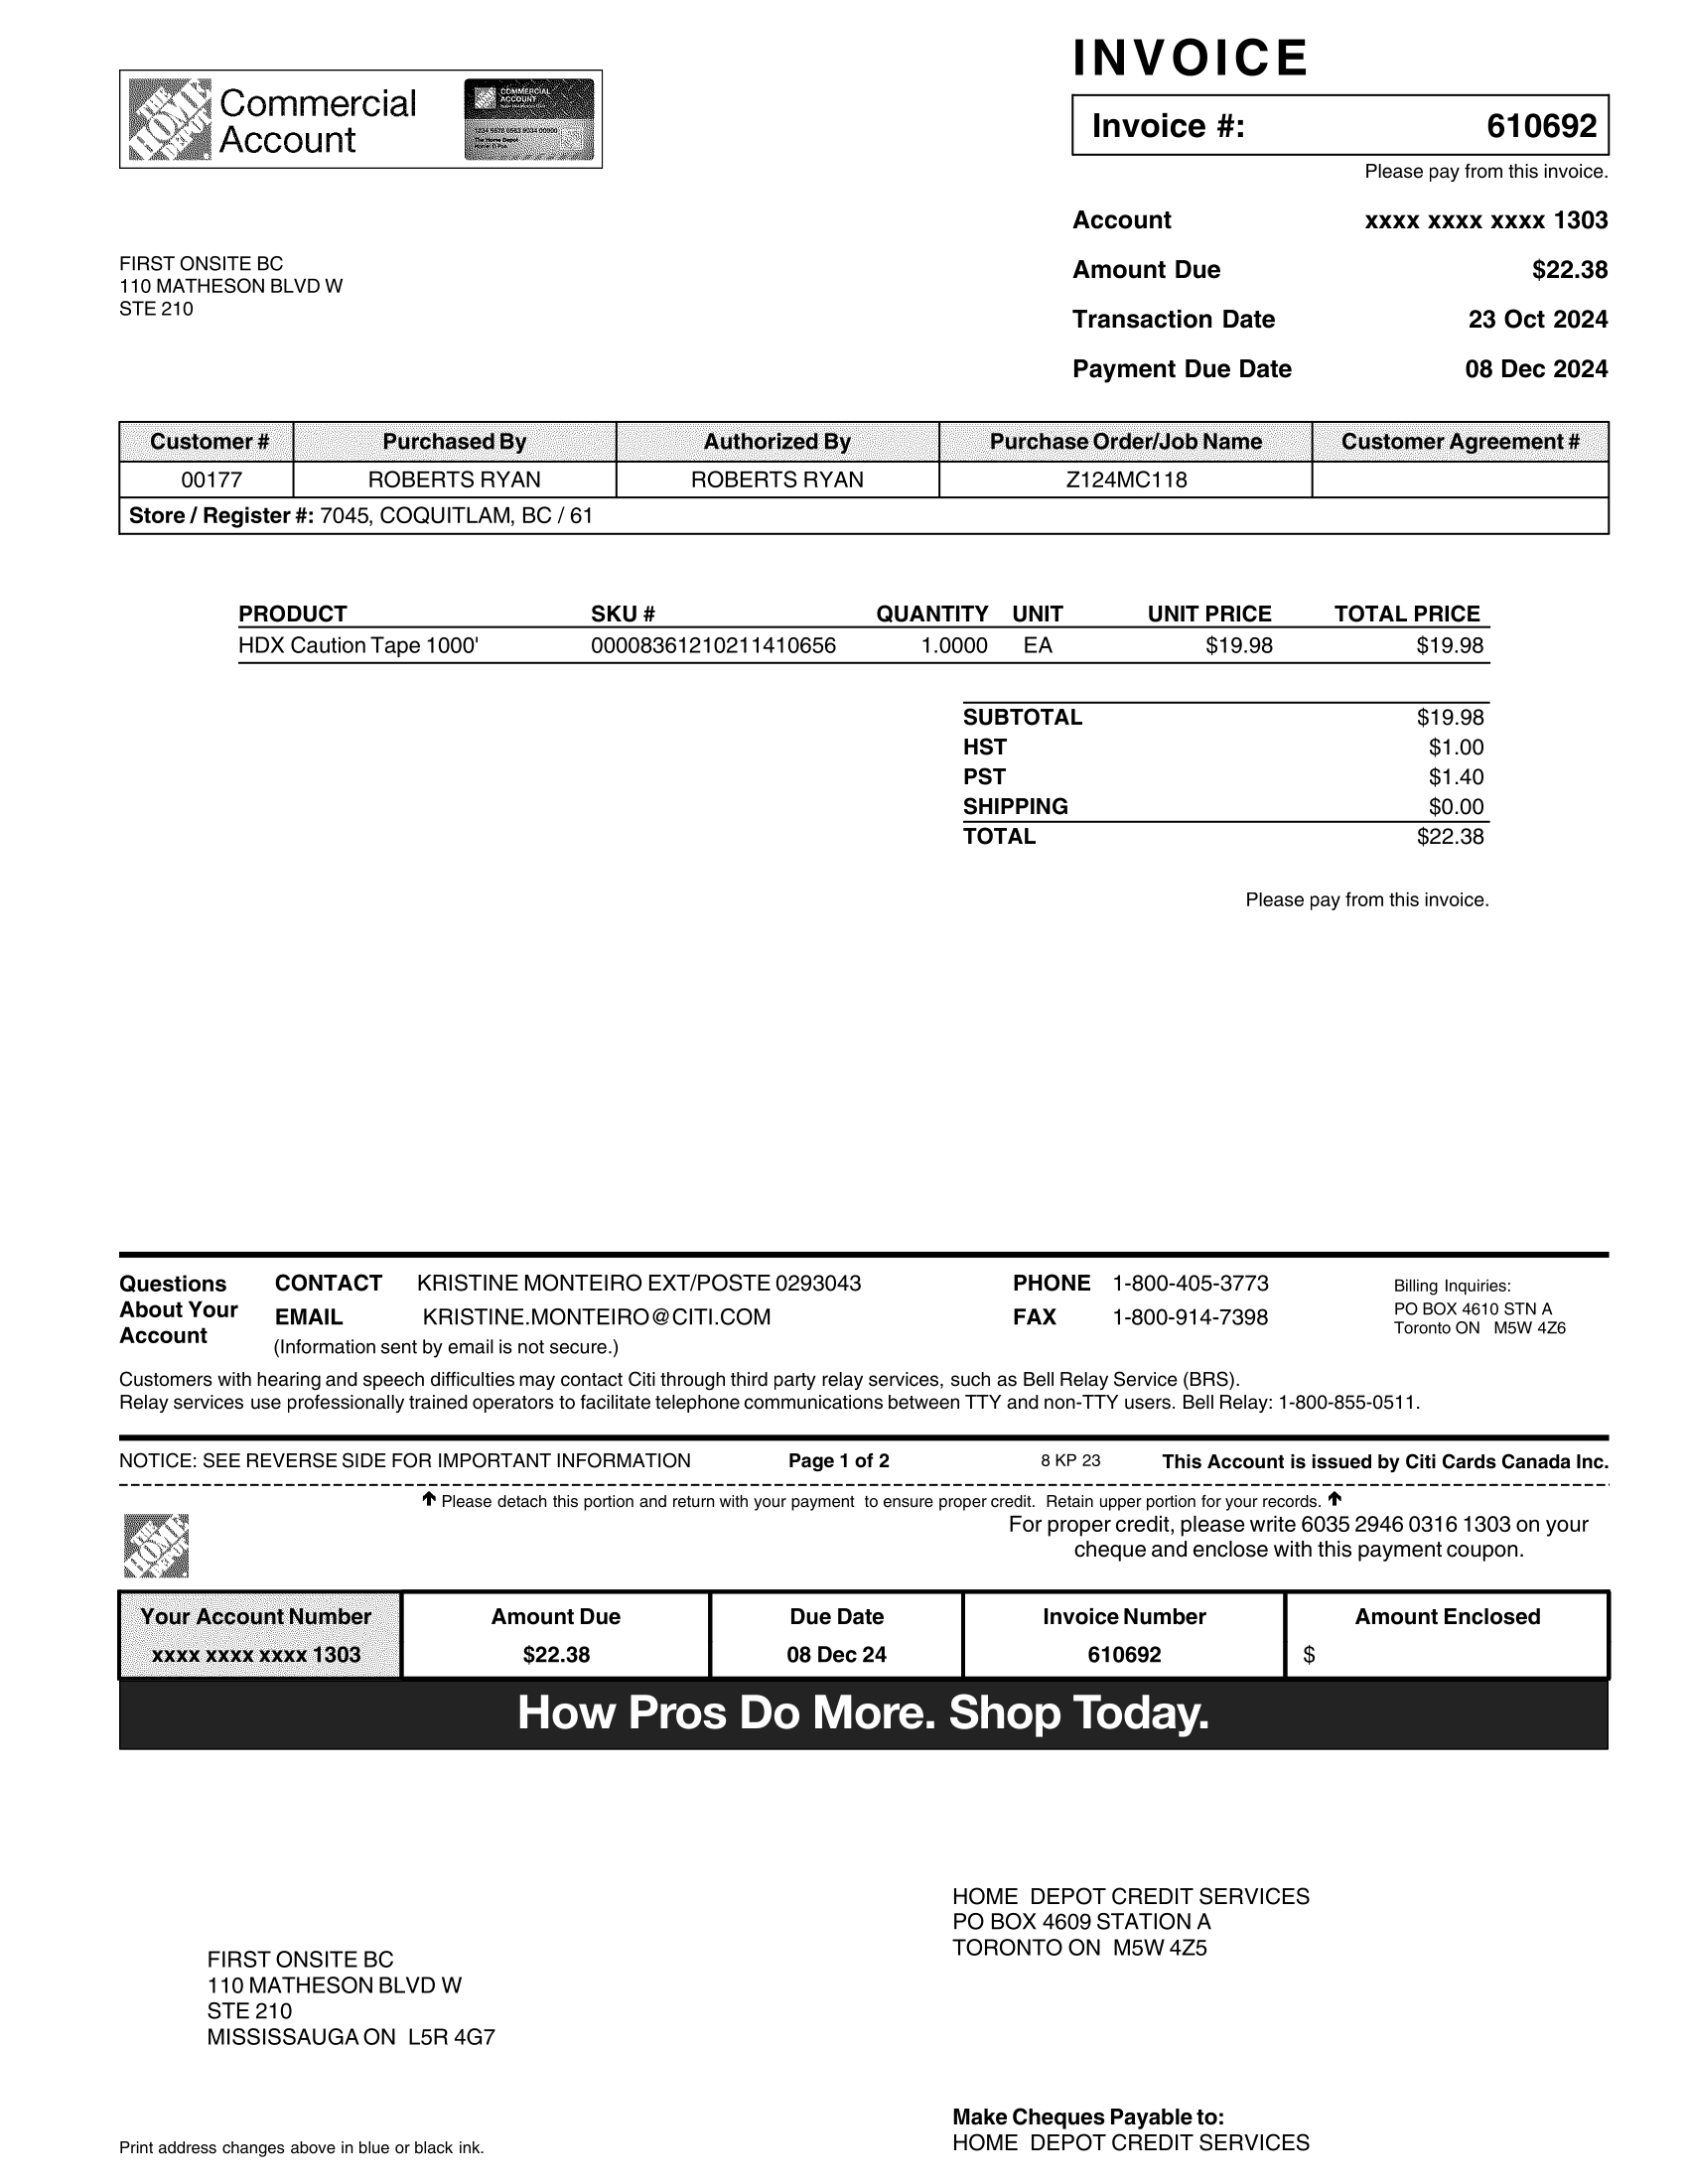 INVOICE
THE HOME DEPOT
Commercial
Account
COMMERCIAL
ACCOUNT
Invoice #: 610692
Please pay from this invoice.
Account xxxx xxxx xxxx 1303
Amount Due $22.38
Transaction Date 23 Oct 2024
Payment Due Date 08 Dec 2024
FIRST ONSITE BC
110 MATHESON BLVD W
STE 210
Customer # Purchased By Authorized By Purchase Order/Job Name Customer Agreement #
00177 ROBERTS RYAN ROBERTS RYAN Z124MC118
Store / Register #: 7045, COQUITLAM, BC / 61
PRODUCT SKU # QUANTITY UNIT UNIT PRICE TOTAL PRICE
HDX Caution Tape 1000' 00008361210211410656 1.0000 EA $19.98 $19.98
SUBTOTAL $19.98
HST $1.00
PST $1.40
SHIPPING $0.00
TOTAL $22.38
Please pay from this invoice.
Questions About Your Account
CONTACT KRISTINE MONTEIRO EXT/POSTE 0293043 PHONE 1-800-405-3773
EMAIL KRISTINE.MONTEIRO@CITI.COM FAX 1-800-914-7398
(Information sent by email is not secure.)
Billing Inquiries:
PO BOX 4610 STN A
Toronto ON M5W 4Z6
Customers with hearing and speech difficulties may contact Citi through third party relay services, such as Bell Relay Service (BRS).
Relay services use professionally trained operators to facilitate telephone communications between TTY and non-TTY users. Bell Relay: 1-800-855-0511.
NOTICE: SEE REVERSE SIDE FOR IMPORTANT INFORMATION Page 1 of 2 8 KP 23 This Account is issued by Citi Cards Canada Inc.
Please detach this portion and return with your payment to ensure proper credit. Retain upper portion for your records.
THE HOME DEPOT
For proper credit, please write 6035 2946 0316 1303 on your
cheque and enclose with this payment coupon.
Your Account Number Amount Due Due Date Invoice Number Amount Enclosed
xxxx xxxx xxxx 1303 $22.38 08 Dec 24 610692 $
How Pros Do More. Shop Today.
HOME DEPOT CREDIT SERVICES
PO BOX 4609 STATION A
TORONTO ON M5W 4Z5
FIRST ONSITE BC
110 MATHESON BLVD W
STE 210
MISSISSAUGA ON L5R 4G7
Make Cheques Payable to:
HOME DEPOT CREDIT SERVICES
Print address changes above in blue or black ink.